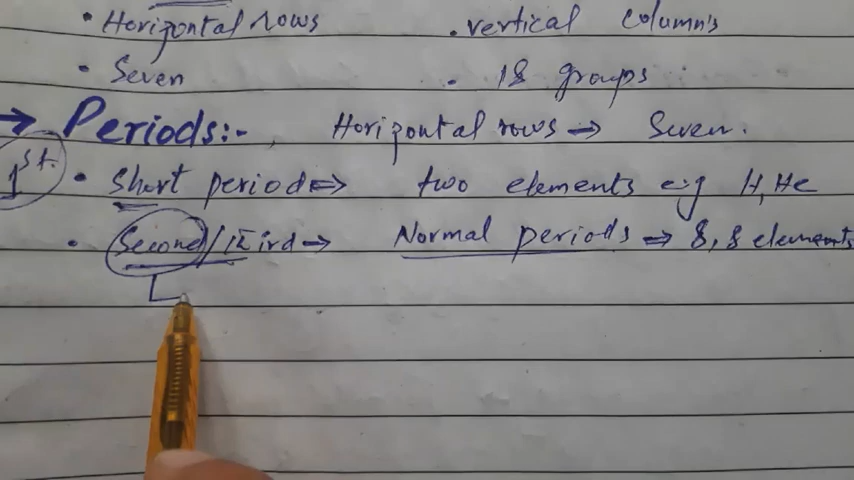 • Horizontal rows . vertical columns
• Seven . 18 groups
→ Periods:- Horizontal rows → Seven.
1st. • Short period ⇒ two elements e.g H, He
• Second/Third → Normal periods ⇒ 8, 8 elements